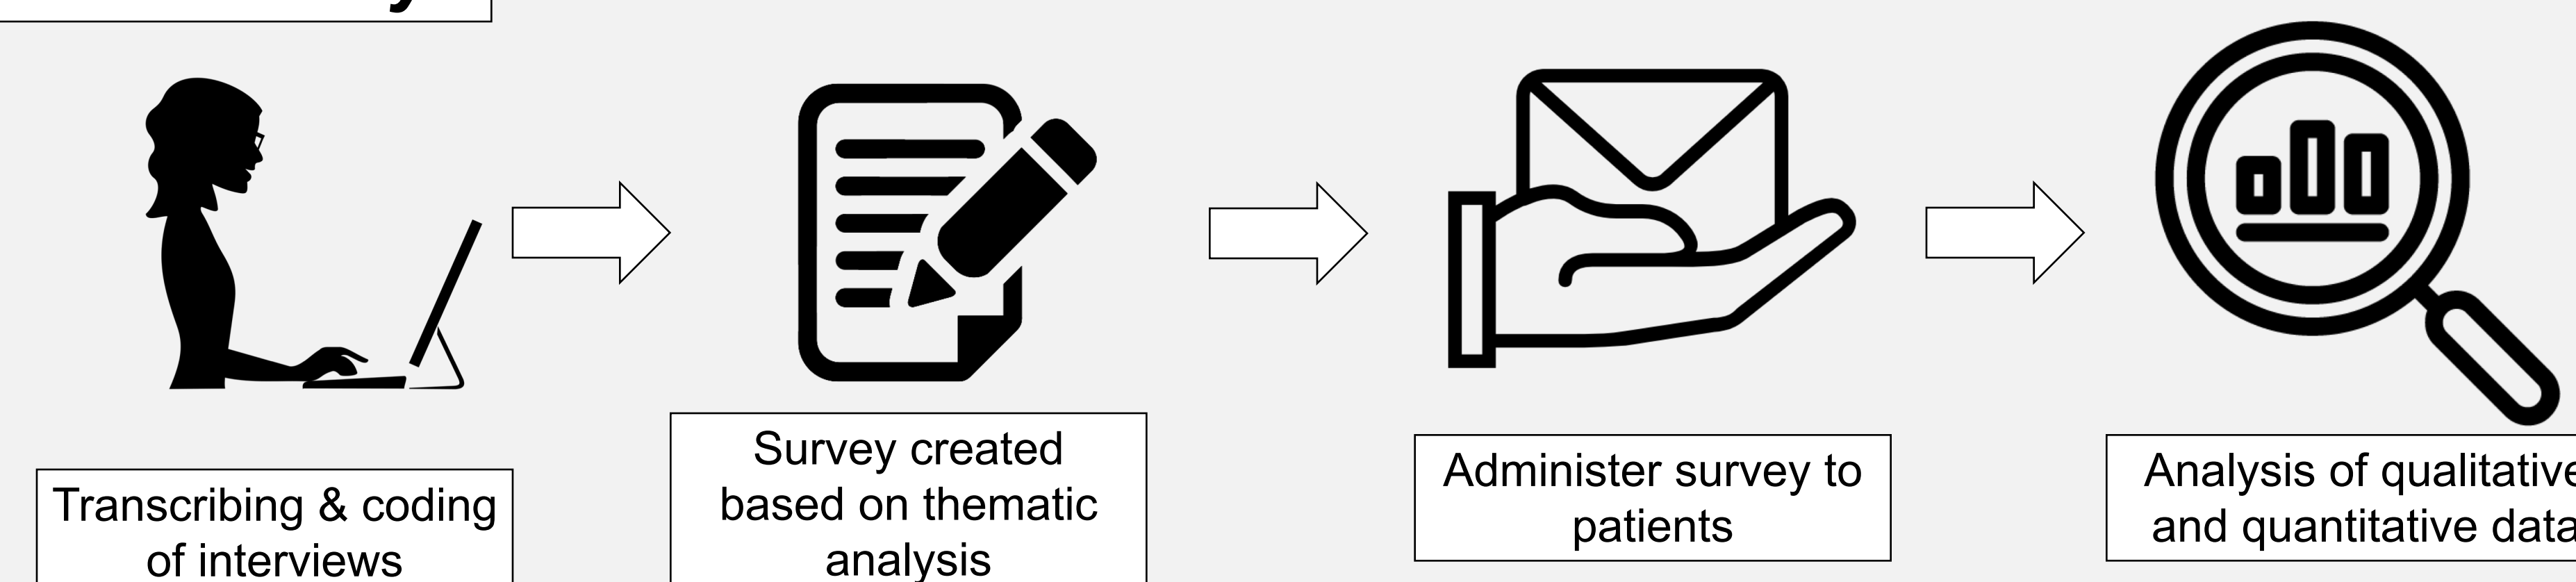 Transcribing & coding
of interviews
Survey created
based on thematic
analysis
Administer survey to
patients
Analysis of qualitative
and quantitative data